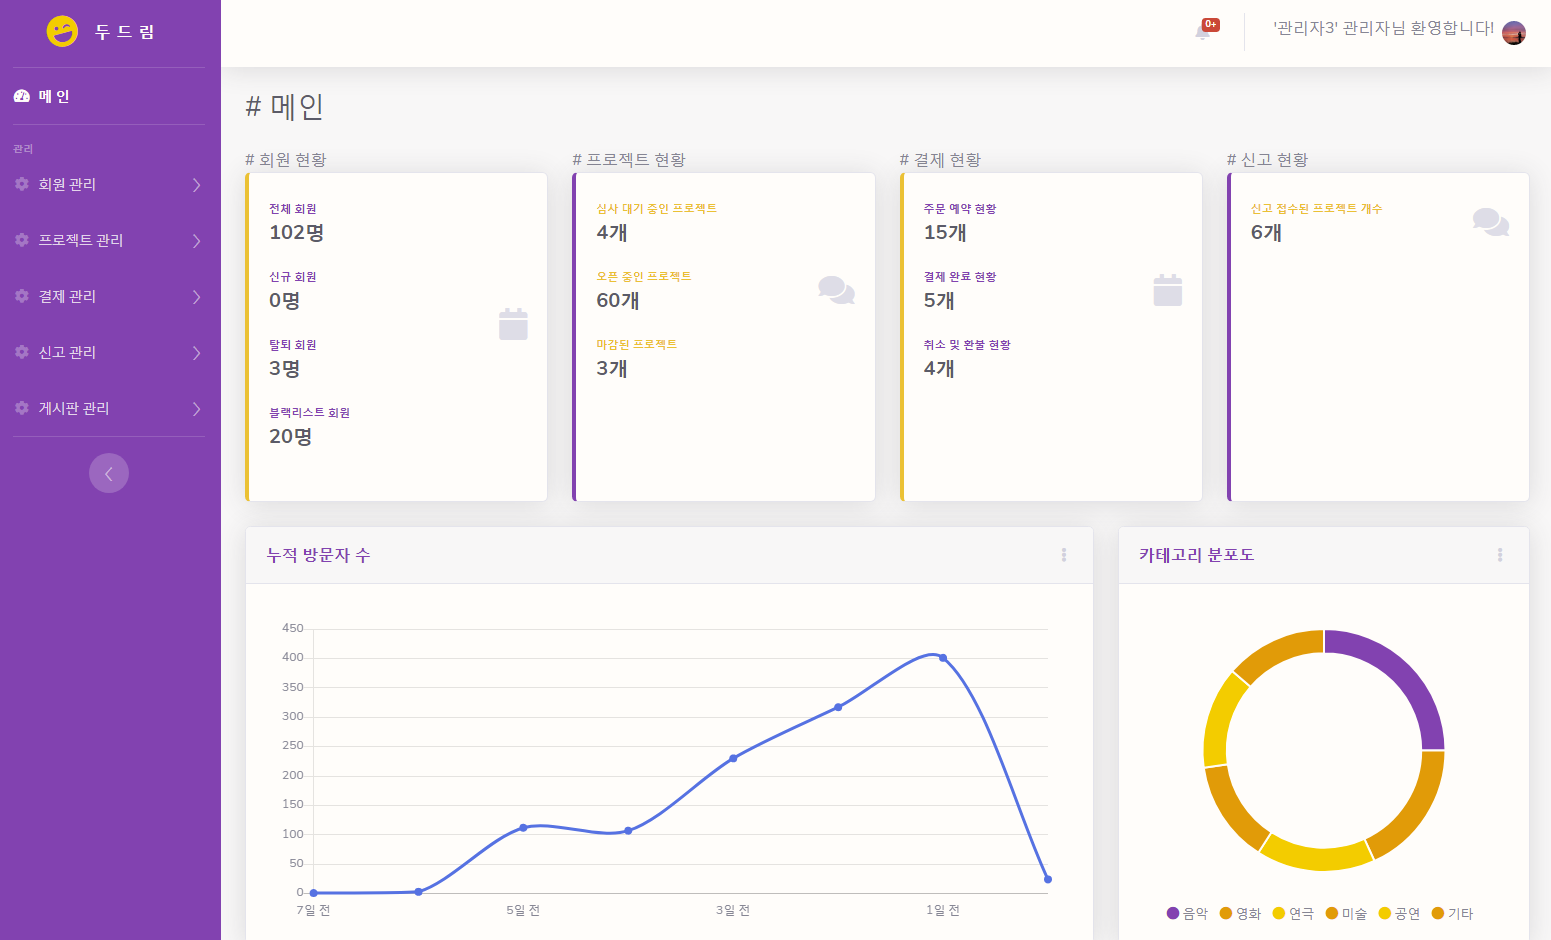 두 드 림
메 인
관리
회원 관리
프로젝트 관리
결제 관리
신고 관리
게시판 관리
0+
'관리자3' 관리자님 환영합니다!
# 메인
# 회원 현황
전체 회원
102명
신규 회원
0명
탈퇴 회원
3명
블랙리스트 회원
20명
# 프로젝트 현황
심사 대기 중인 프로젝트
4개
오픈 중인 프로젝트
60개
마감된 프로젝트
3개
# 결제 현황
주문 예약 현황
15개
결제 완료 현황
5개
취소 및 환불 현황
4개
# 신고 현황
신고 접수된 프로젝트 개수
6개
누적 방문자 수
450
400
350
300
250
200
150
100
50
0
7일 전
5일 전
3일 전
1일 전
카테고리 분포도
음악 영화 연극 미술 공연 기타